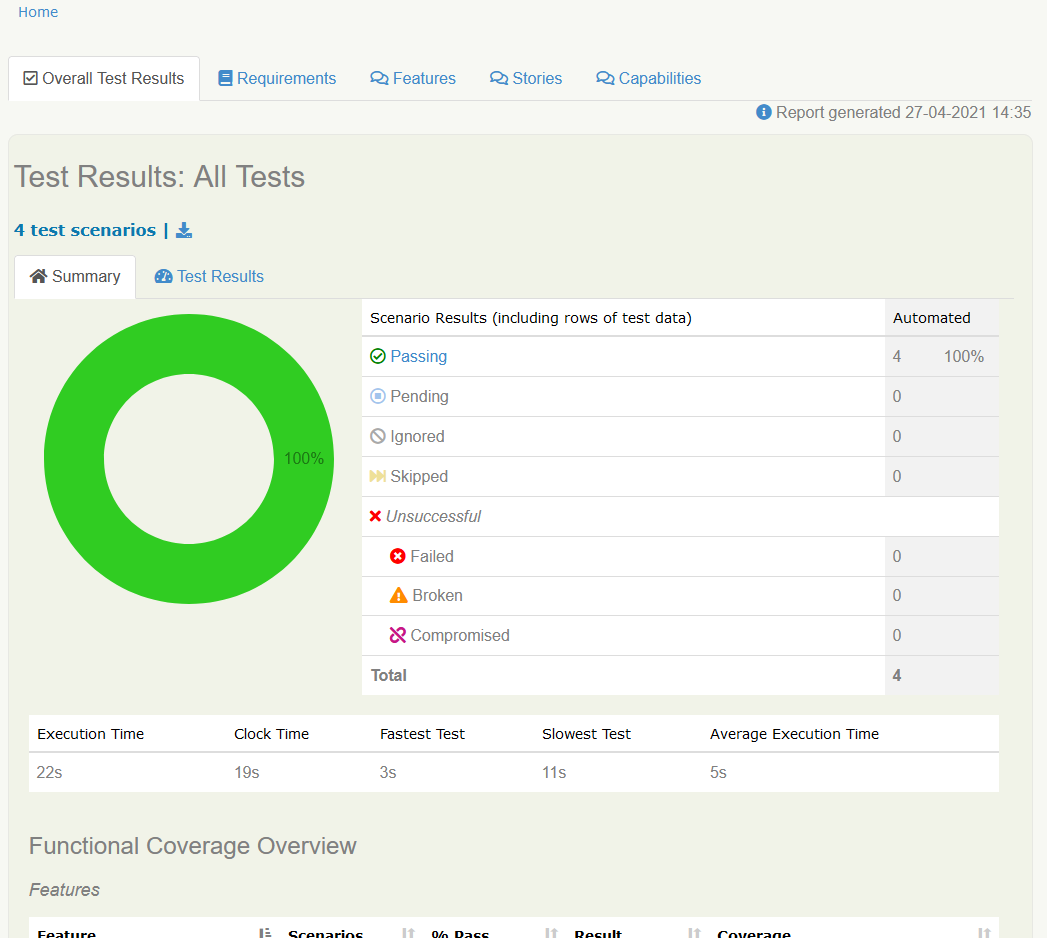 Home
Overall Test Results Requirements Features Stories Capabilities
Report generated 27-04-2021 14:35
Test Results: All Tests
4 test scenarios |
Summary Test Results
Scenario Results (including rows of test data) Automated
Passing 4 100%
Pending 0
Ignored 0
100%
Skipped 0
Unsuccessful
Failed 0
Broken 0
Compromised 0
Total 4
Execution Time Clock Time Fastest Test Slowest Test Average Execution Time
22s 19s 3s 11s 5s
Functional Coverage Overview
Features
Feature Scenarios % Pass Result Coverage